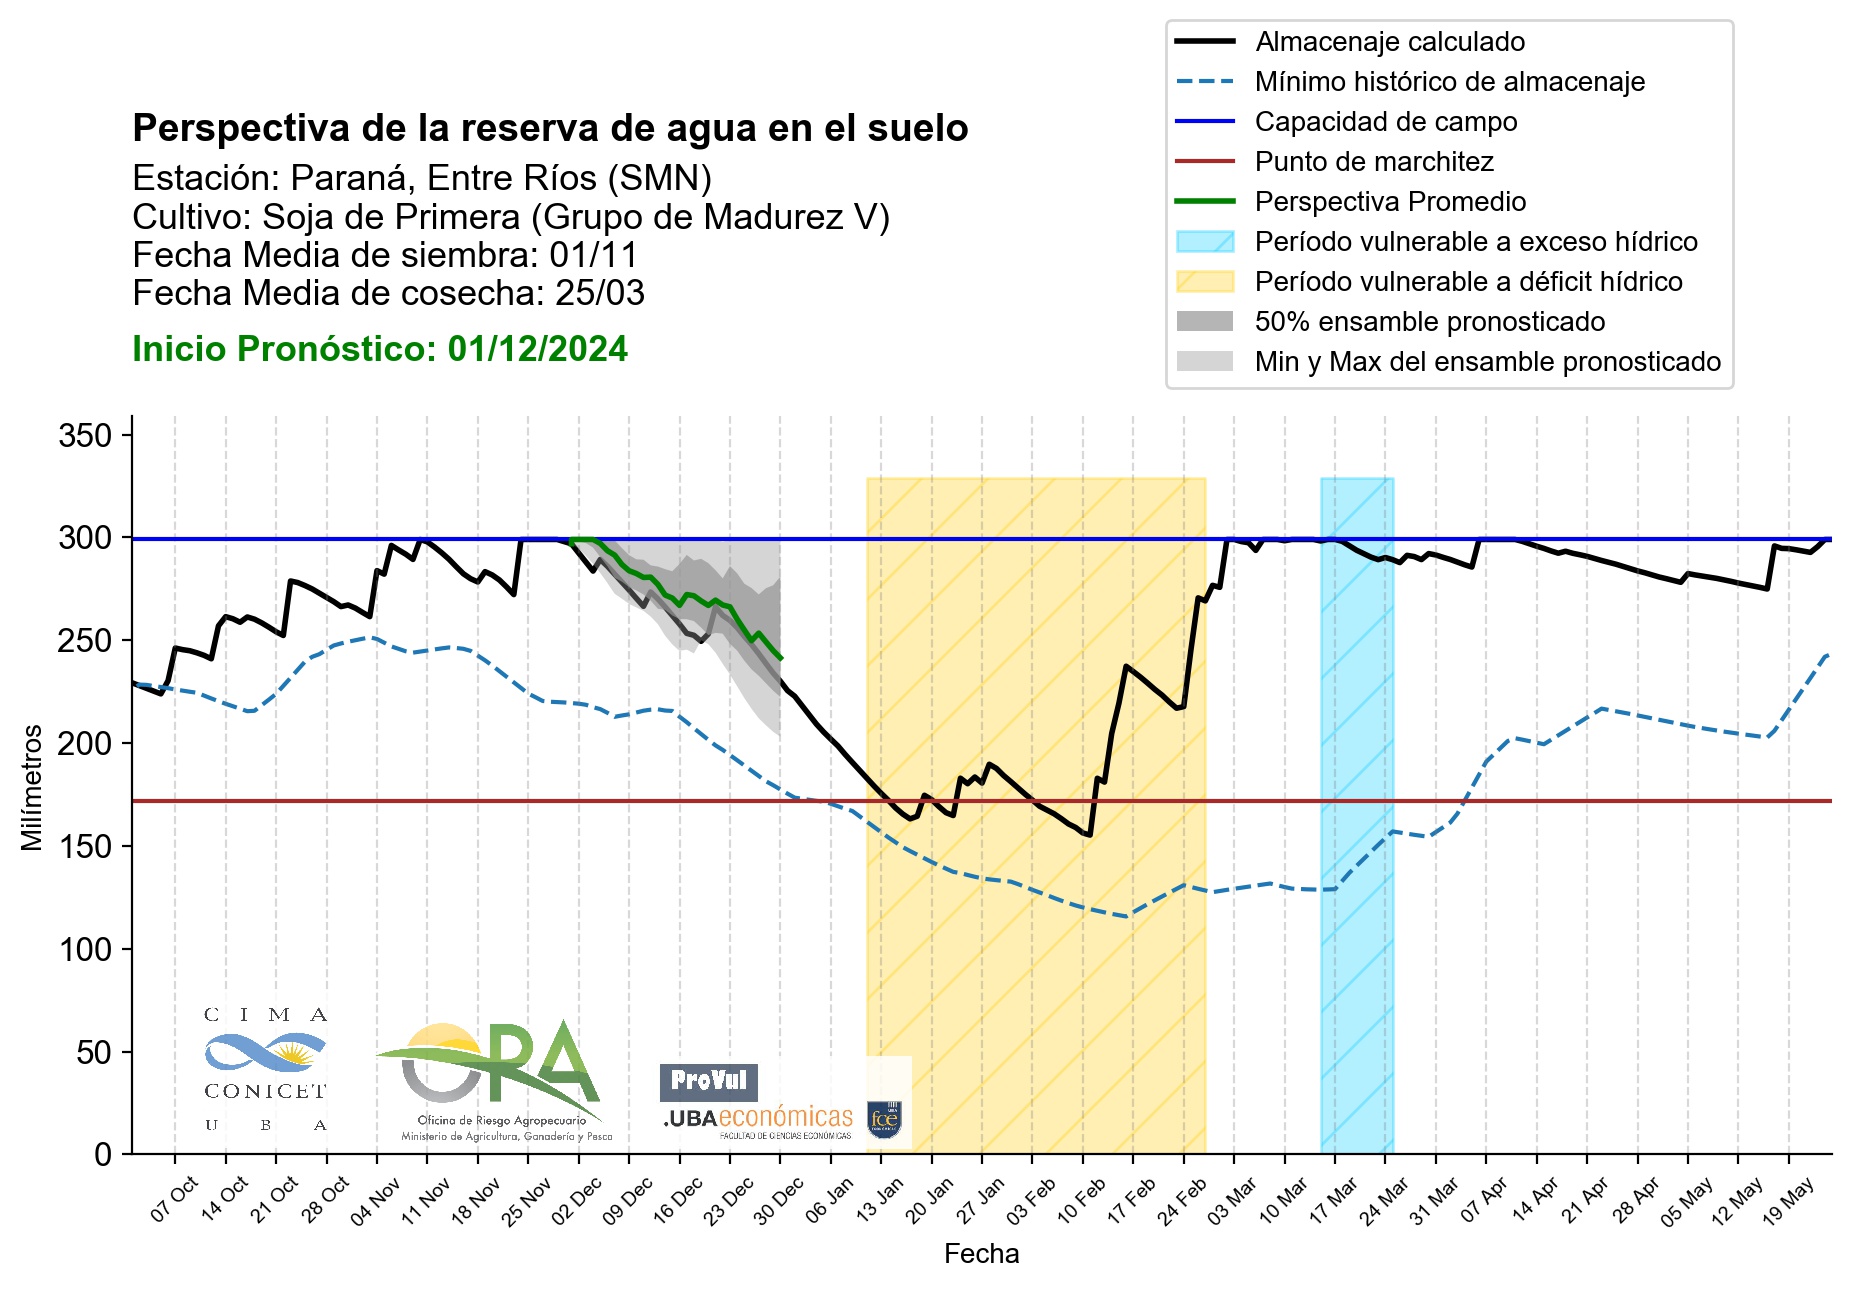 Almacenaje calculado
Mínimo histórico de almacenaje
Capacidad de campo
Punto de marchitez
Perspectiva Promedio
Período vulnerable a exceso hídrico
Período vulnerable a déficit hídrico
50% ensamble pronosticado
Min y Max del ensamble pronosticado
Perspectiva de la reserva de agua en el suelo
Estación: Paraná, Entre Ríos (SMN)
Cultivo: Soja de Primera (Grupo de Madurez V)
Fecha Media de siembra: 01/11
Fecha Media de cosecha: 25/03
Inicio Pronóstico: 01/12/2024
Milímetros
350
300
250
200
150
100
50
0
CIMA
CONICET
UBA
ORA
Oficina de Riesgo Agropecuario
Ministerio de Agricultura, Ganadería y Pesca
ProVul
.UBAeconómicas
FACULTAD DE CIENCIAS ECONÓMICAS
UBA
fce
07 Oct
14 Oct
21 Oct
28 Oct
04 Nov
11 Nov
18 Nov
25 Nov
02 Dec
09 Dec
16 Dec
23 Dec
30 Dec
06 Jan
13 Jan
20 Jan
27 Jan
03 Feb
10 Feb
17 Feb
24 Feb
03 Mar
10 Mar
17 Mar
24 Mar
31 Mar
07 Apr
14 Apr
21 Apr
28 Apr
05 May
12 May
19 May
Fecha